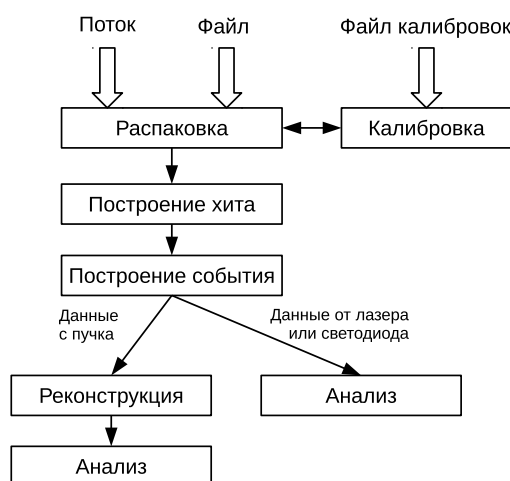 Поток
Файл
Файл калибровок
Распаковка
Калибровка
Построение хита
Построение события
Данные
с пучка
Данные от лазера
или светодиода
Реконструкция
Анализ
Анализ